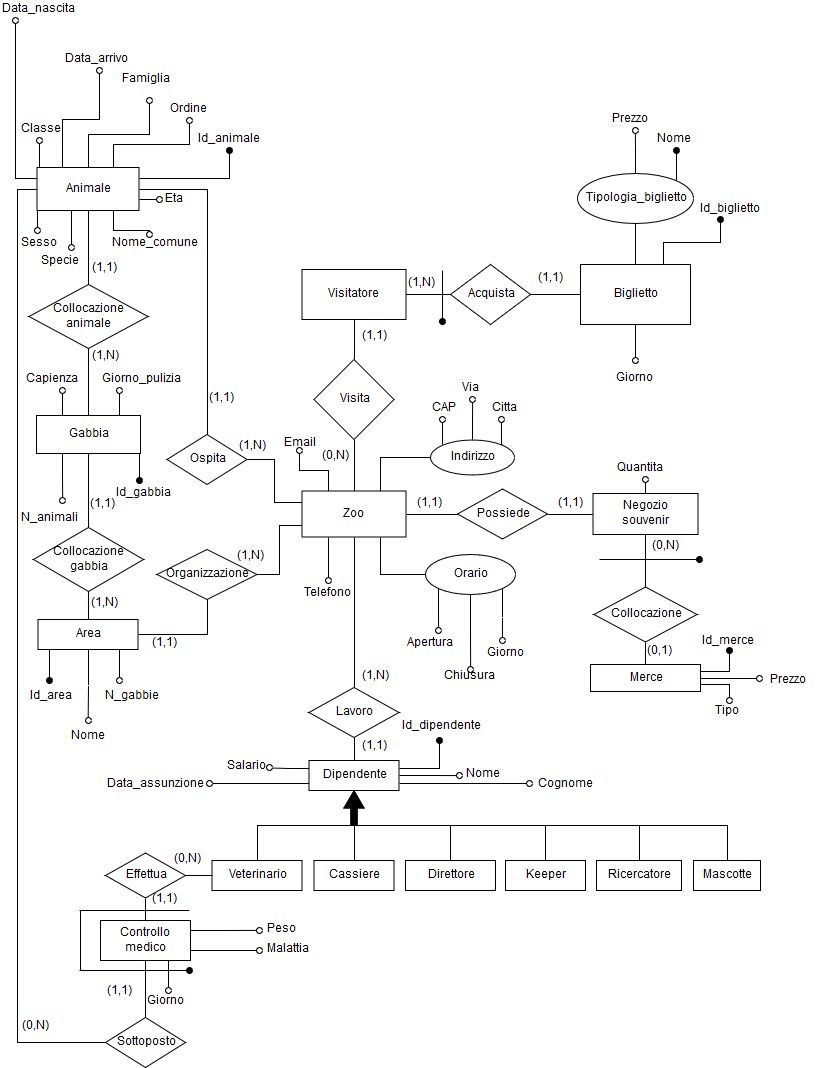 Data_nascita
Data_arrivo
Famiglia
Ordine
Classe
Id_animale
Animale
Eta
Sesso
Specie
Nome_comune
(1,1)
Collocazione
animale
(1,N)
Capienza
Giorno_pulizia
Gabbia
Id_gabbia
N_animali
(1,1)
Collocazione
gabbia
(1,N)
Area
Id_area
N_gabbie
Nome
(1,1)
Ospita
(1,N)
Organizzazione
(1,N)
(1,1)
Prezzo
Nome
Tipologia_biglietto
Id_biglietto
Visitatore
(1,N)
Acquista
(1,1)
Biglietto
Giorno
(1,1)
Visita
(0,N)
Email
Via
CAP
Citta
Indirizzo
Zoo
Telefono
(1,1)
Possiede
(1,1)
Quantita
Negozio
souvenir
(0,N)
Orario
Apertura
Giorno
Chiusura
Collocazione
(0,1)
Id_merce
Merce
Prezzo
Tipo
(1,N)
Lavoro
(1,1)
Id_dipendente
Salario
Dipendente
Nome
Data_assunzione
Cognome
Veterinario
Cassiere
Direttore
Keeper
Ricercatore
Mascotte
(0,N)
Effettua
(1,1)
Controllo
medico
Peso
Malattia
Giorno
(1,1)
(0,N)
Sottoposto